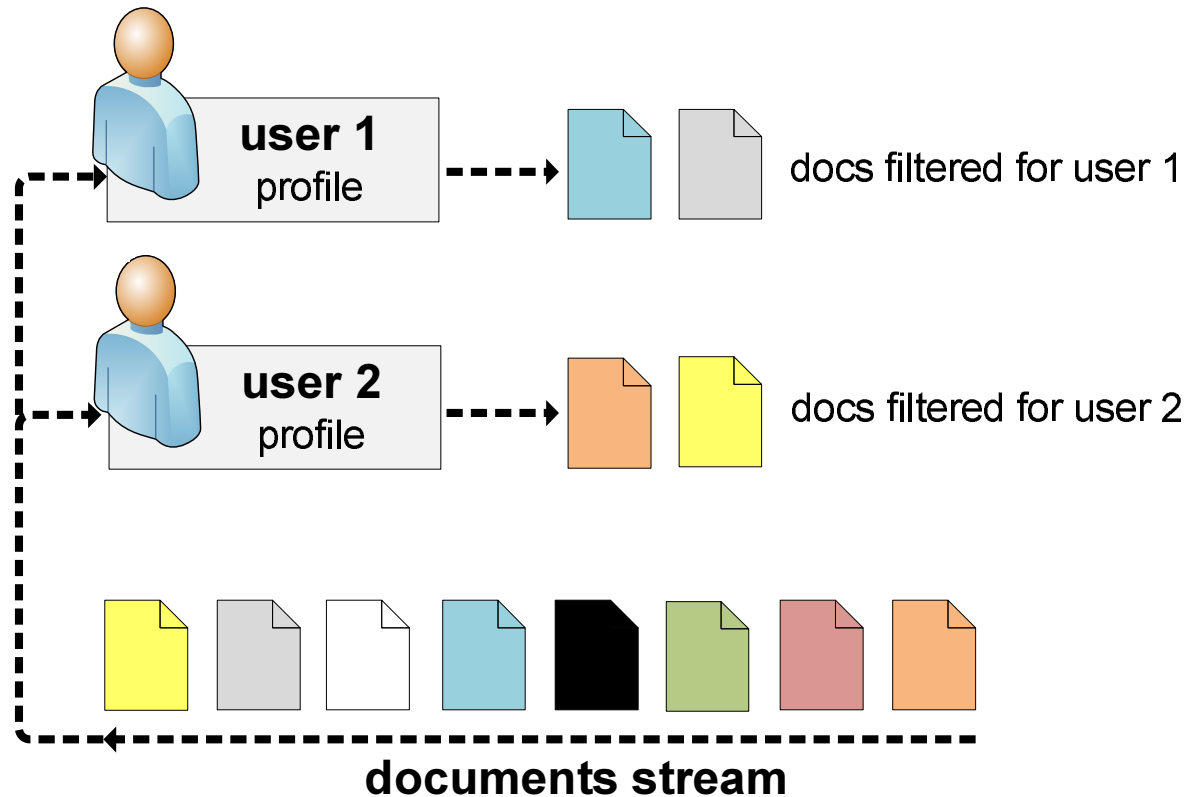 user 1
profile
docs filtered for user 1
user 2
profile
docs filtered for user 2
documents stream